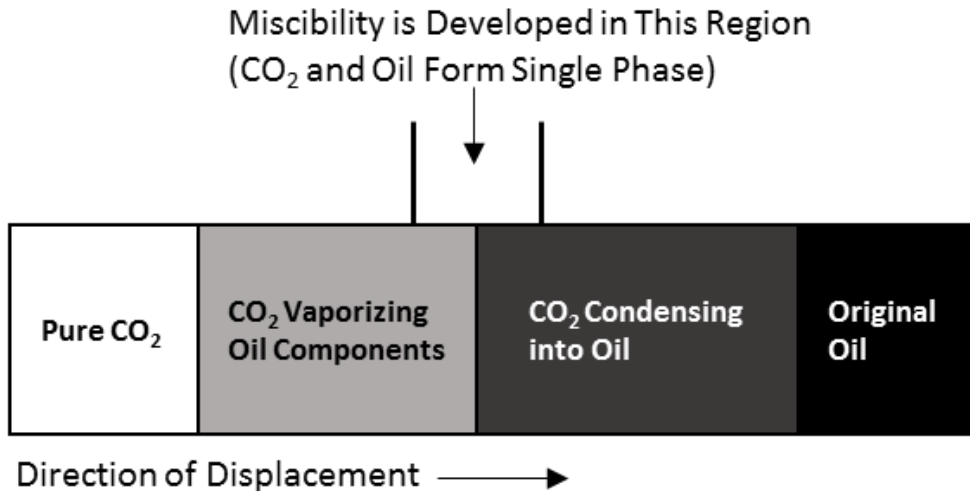 Miscibility is Developed in This Region
(CO₂ and Oil Form Single Phase)
Pure CO₂
CO₂ Vaporizing
Oil Components
CO₂ Condensing
into Oil
Original
Oil
Direction of Displacement